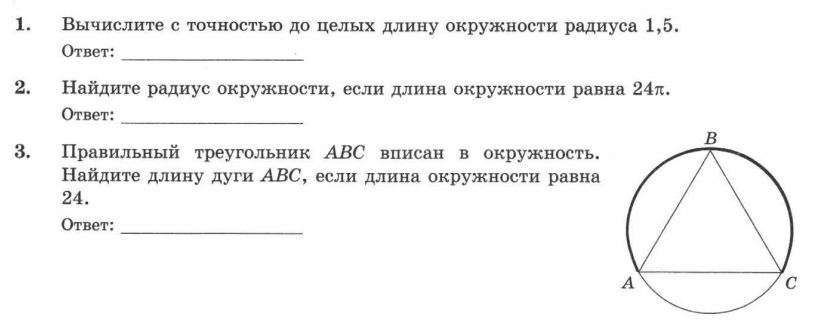 1. Вычислите с точностью до целых длину окружности радиуса 1,5.
Ответ:
2. Найдите радиус окружности, если длина окружности равна 24π.
Ответ:
3. Правильный треугольник ABC вписан в окружность.
Найдите длину дуги ABC, если длина окружности равна
24.
Ответ:
B
A
C